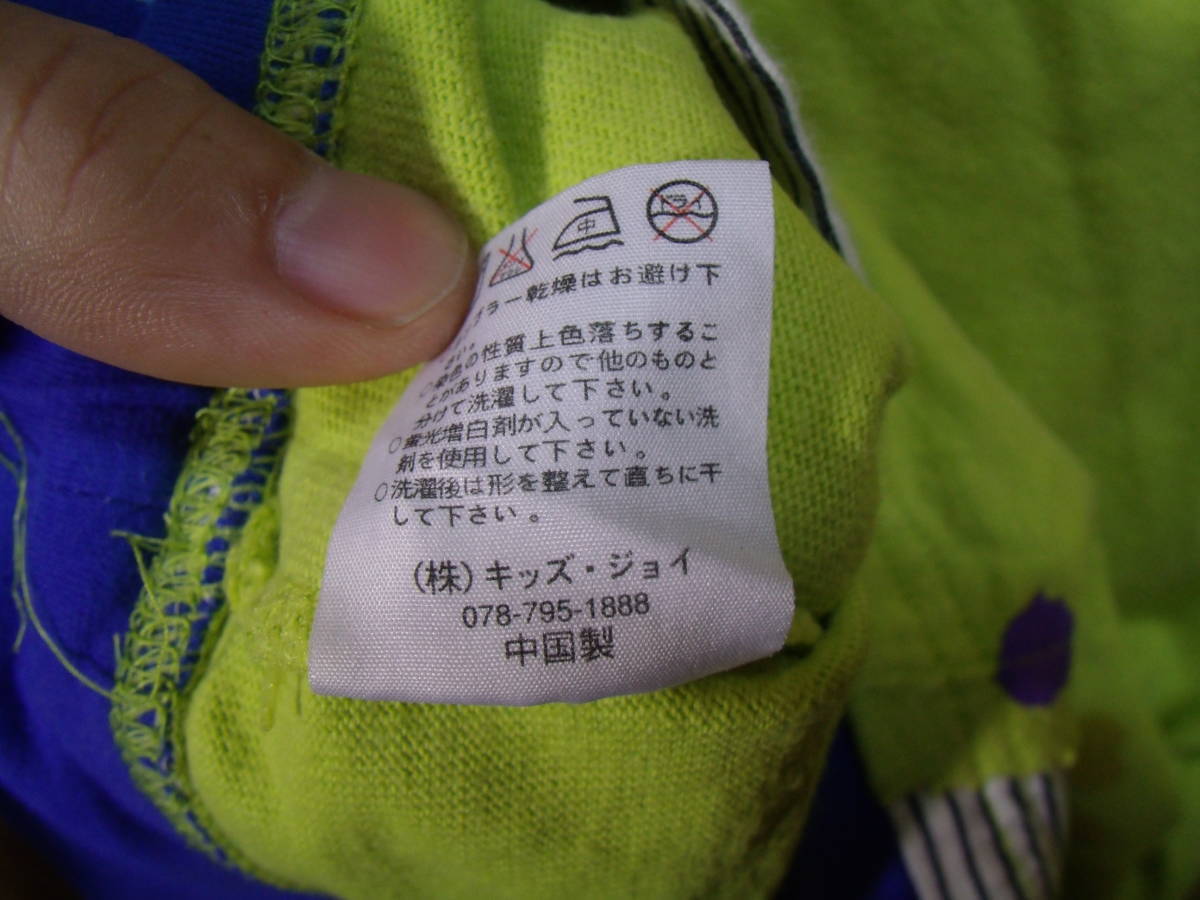 中 ドライ
ラー乾燥はお避け下
さい。
の性質上色落ちするこ
とがありますので他のものと
分けて洗濯して下さい。
○蛍光増白剤が入っていない洗
剤を使用して下さい。
○洗濯後は形を整えて直ちに干
して下さい。
(株)キッズ・ジョイ
078-795-1888
中国製